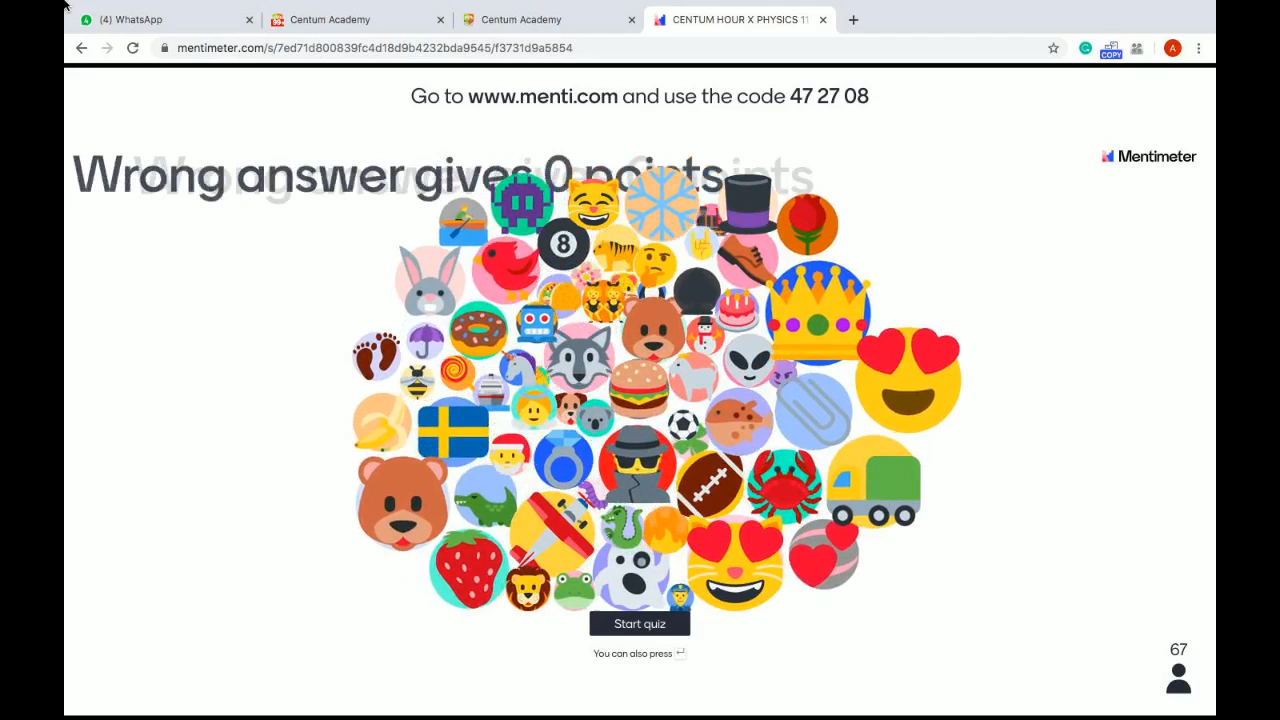 (4) WhatsApp
Centum Academy
Centum Academy
CENTUM HOUR X PHYSICS 11
mentimeter.com/s/7ed71d800839fc4d18d9b4232bda9545/f3731d9a5854
COPY
A
Go to www.menti.com and use the code 47 27 08
Wrong answer gives 0 points
Mentimeter
8
Start quiz
You can also press
67